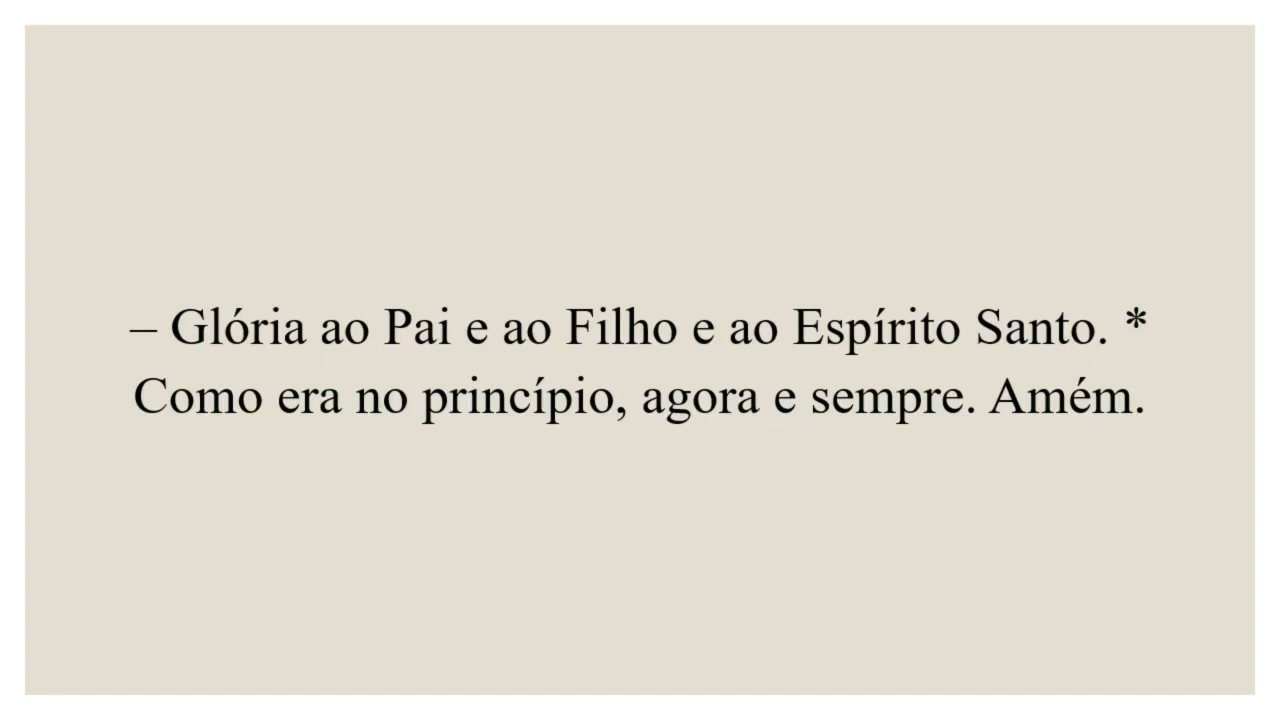 – Glória ao Pai e ao Filho e ao Espírito Santo. *
Como era no princípio, agora e sempre. Amém.